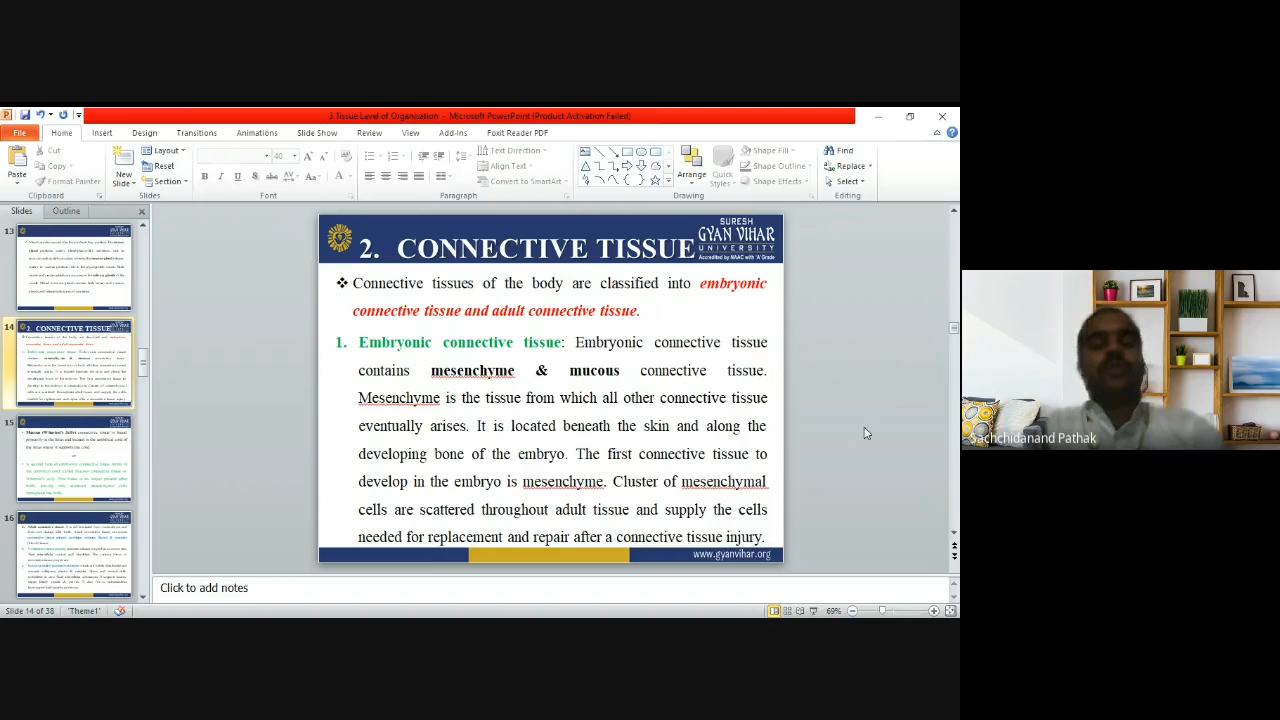 3.Tissue Level of Organisation - Microsoft PowerPoint (Product Activation Failed)
File Home Insert Design Transitions Animations Slide Show Review View Add-Ins Foxit Reader PDF
Cut
Copy
Format Painter
Paste
Clipboard
New
Slide
Layout
Reset
Section
Slides
40
Font
Paragraph
Text Direction
Align Text
Convert to SmartArt
Arrange
Quick
Styles
Shape Fill
Shape Outline
Shape Effects
Drawing
Find
Replace
Select
Editing
Slides Outline
13
14
2. CONNECTIVE TISSUE
15
16
SURESH
GYAN VIHAR
UNIVERSITY
Accredited by NAAC with 'A' Grade
2. CONNECTIVE TISSUE
❖ Connective tissues of the body are classified into embryonic
connective tissue and adult connective tissue.
1. Embryonic connective tissue: Embryonic connective tissue
contains mesenchyme & mucous connective tissue.
Mesenchyme is the tissue from which all other connective tissue
eventually arises. It is located beneath the skin and along the
developing bone of the embryo. The first connective tissue to
develop in the embryo is mesenchyme. Cluster of mesenchymal
cells are scattered throughout adult tissue and supply the cells
needed for replacement and repair after a connective tissue injury.
www.gyanvihar.org
Click to add notes
Slide 14 of 38 'Theme1' 69%
Sachchidanand Pathak